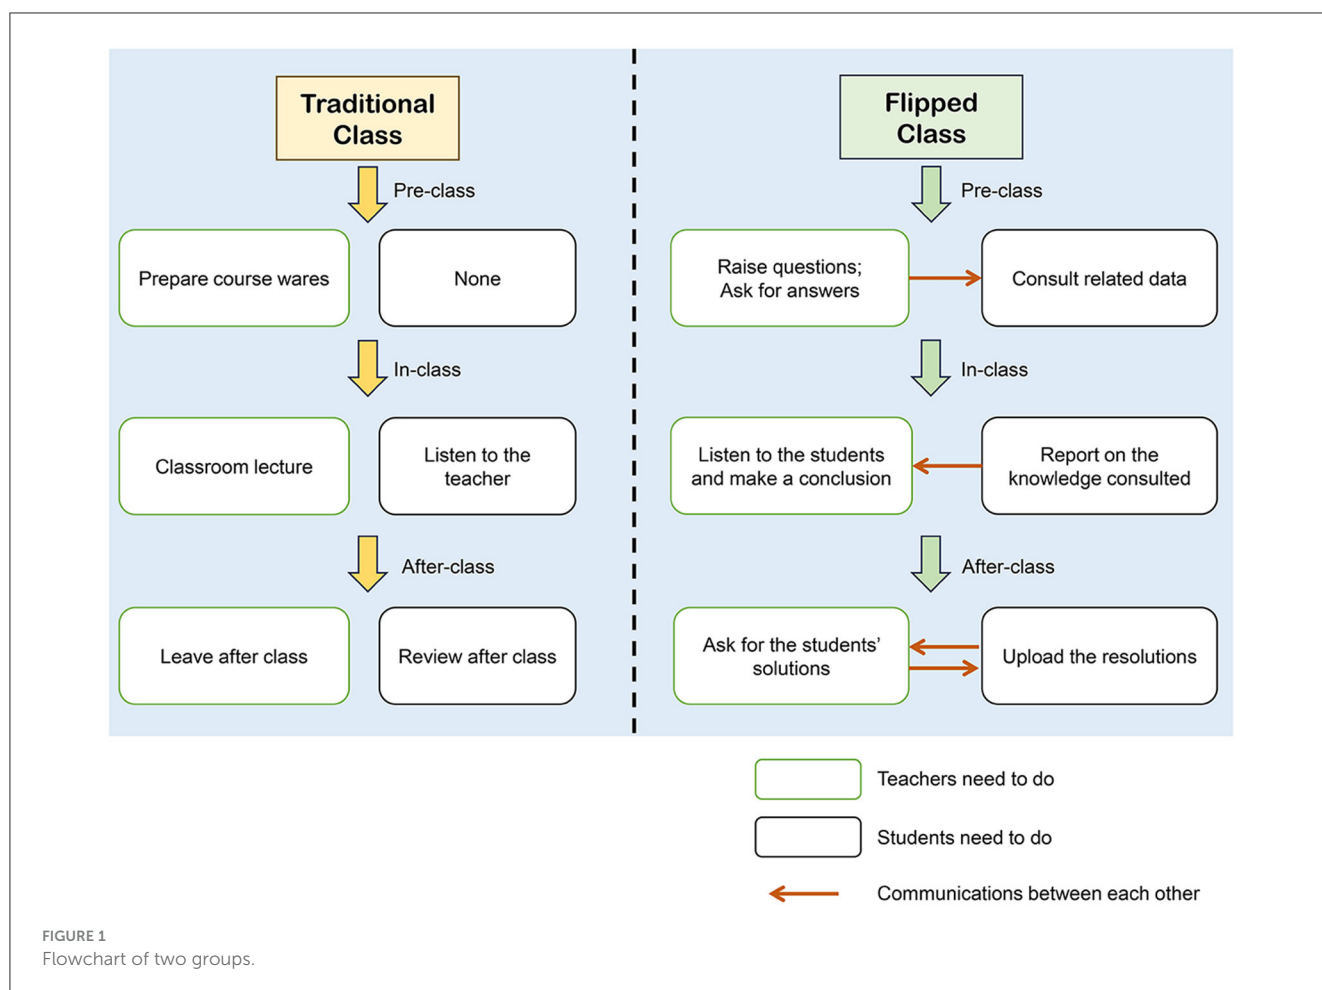 Traditional
Class
Pre-class
Prepare course wares
None
In-class
Classroom lecture
Listen to the
teacher
After-class
Leave after class
Review after class
Flipped
Class
Pre-class
Raise questions;
Ask for answers
Consult related data
In-class
Listen to the students
and make a conclusion
Report on the
knowledge consulted
After-class
Ask for the students’
solutions
Upload the resolutions
Teachers need to do
Students need to do
Communications between each other
FIGURE 1
Flowchart of two groups.